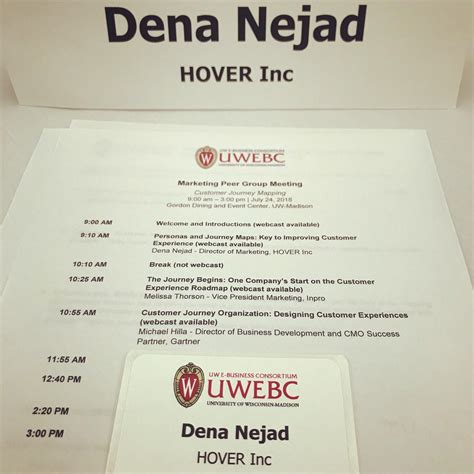 Dena Nejad
HOVER Inc
W
UW E-BUSINESS CONSORTIUM
UWEBC
UNIVERSITY OF WISCONSIN-MADISON
Marketing Peer Group Meeting
Customer Journey Mapping
9:00 am – 3:00 pm | July 24, 2018
Gordon Dining and Event Center, UW-Madison
9:00 AM Welcome and Introductions (webcast available)
9:10 AM Personas and Journey Maps: Key to Improving Customer
Experience (webcast available)
Dena Nejad - Director of Marketing, HOVER Inc
10:10 AM Break (not webcast)
10:25 AM The Journey Begins: One Company's Start on the Customer
Experience Roadmap (webcast available)
Melissa Thorson - Vice President Marketing, Inpro
10:55 AM Customer Journey Organization: Designing Customer Experiences
(webcast available)
Michael Hilla - Director of Business Development and CMO Success
Partner, Gartner
11:55 AM
12:40 PM
2:20 PM
3:00 PM
W
UW E-BUSINESS CONSORTIUM
UWEBC
UNIVERSITY OF WISCONSIN-MADISON
Dena Nejad
HOVER Inc